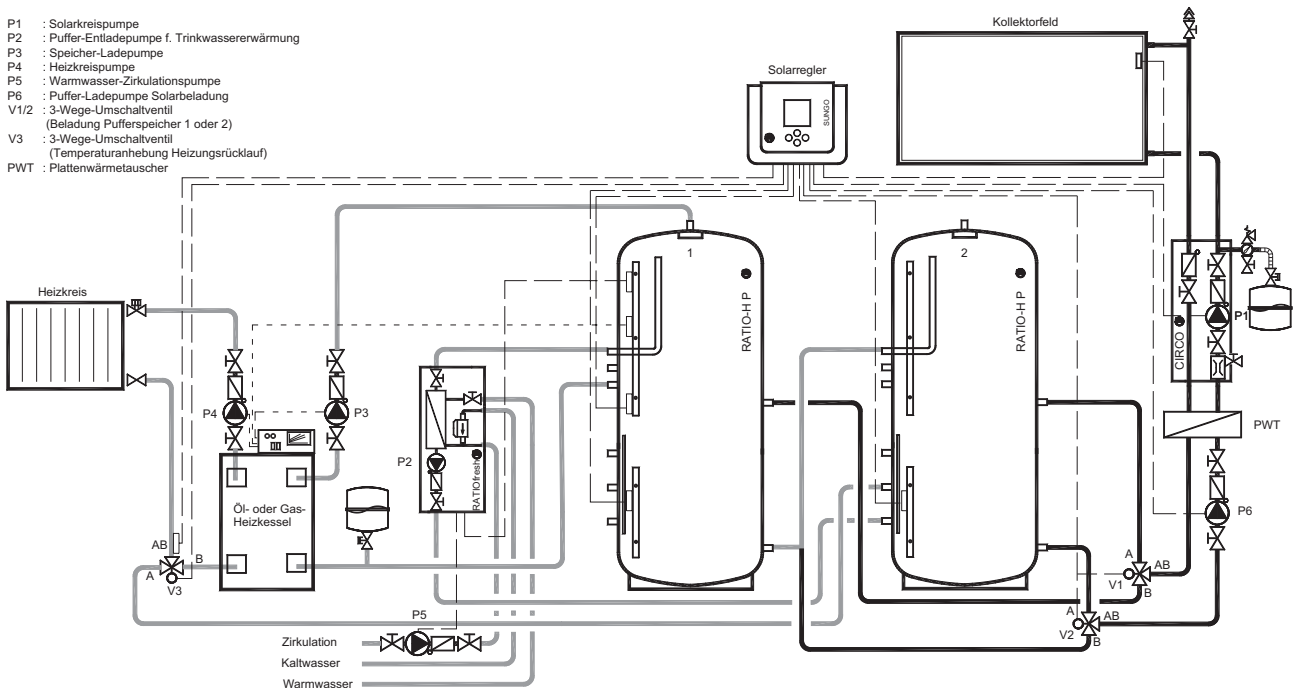 P1 : Solarkreispumpe
P2 : Puffer-Entladepumpe f. Trinkwassererwärmung
P3 : Speicher-Ladepumpe
P4 : Heizkreispumpe
P5 : Warmwasser-Zirkulationspumpe
P6 : Puffer-Ladepumpe Solarbeladung
V1/2 : 3-Wege-Umschaltventil
(Beladung Pufferspeicher 1 oder 2)
V3 : 3-Wege-Umschaltventil
(Temperaturanhebung Heizungsrücklauf)
PWT : Plattenwärmetauscher
Kollektorfeld
Solarregler
SUNGO
Heizkreis
1
2
RATIO-H P
RATIO-H P
CIRCO
P1
P4
P3
P2
RATIOfresh
PWT
P6
Öl- oder Gas-
Heizkessel
AB
A
B
V3
A
AB
V1
B
A
AB
V2
B
P5
Zirkulation
Kaltwasser
Warmwasser